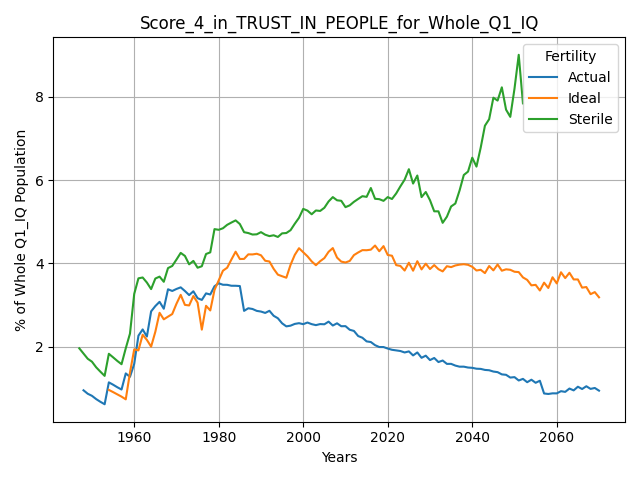 Score_4_in_TRUST_IN_PEOPLE_for_Whole_Q1_IQ
Fertility
Actual
Ideal
Sterile
% of Whole Q1_IQ Population
8
6
4
2
1960
1980
2000
2020
2040
2060
Years